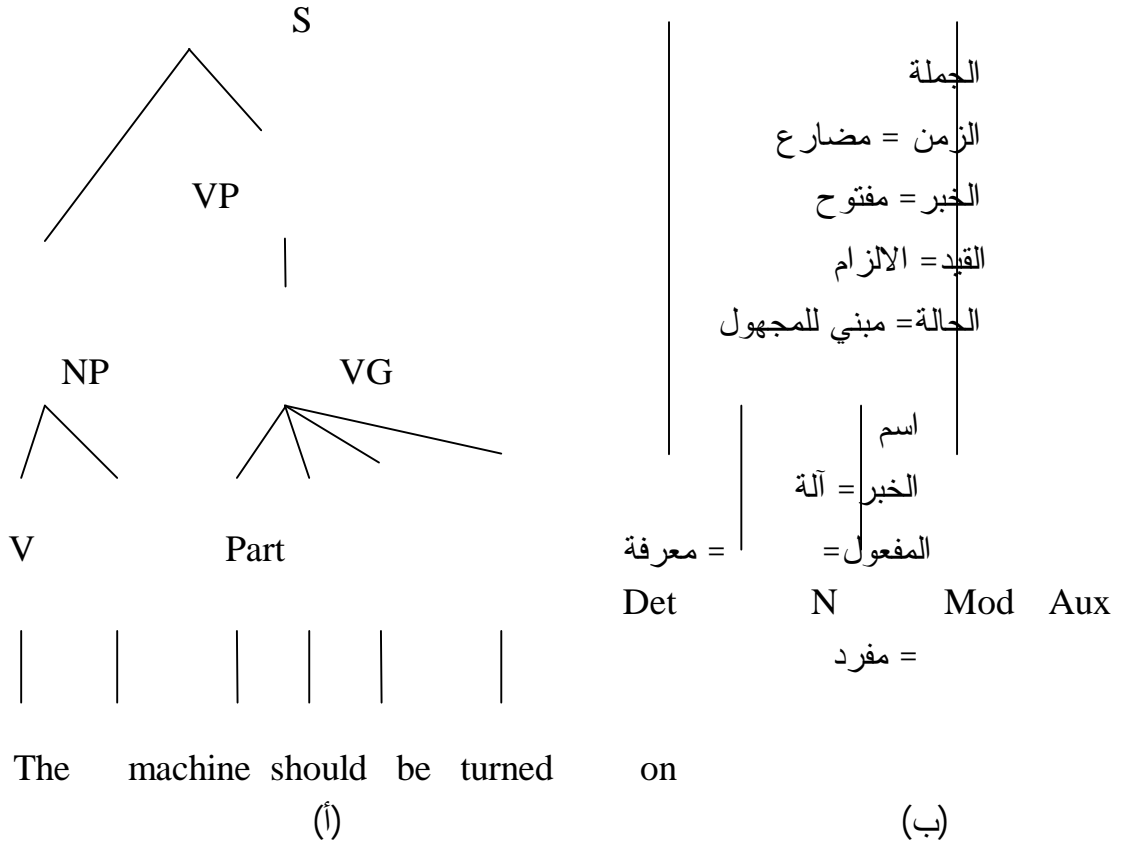 S
الجملة
الزمن = مضارع
VP
الخبر = مفتوح
القيد= الالزام
الحالة= مبني للمجهول
NP VG
اسم
الخبر= آلة
V Part
المفعول= = معرفة
Det N Mod Aux
= مفرد
The machine should be turned on
(أ) (ب)